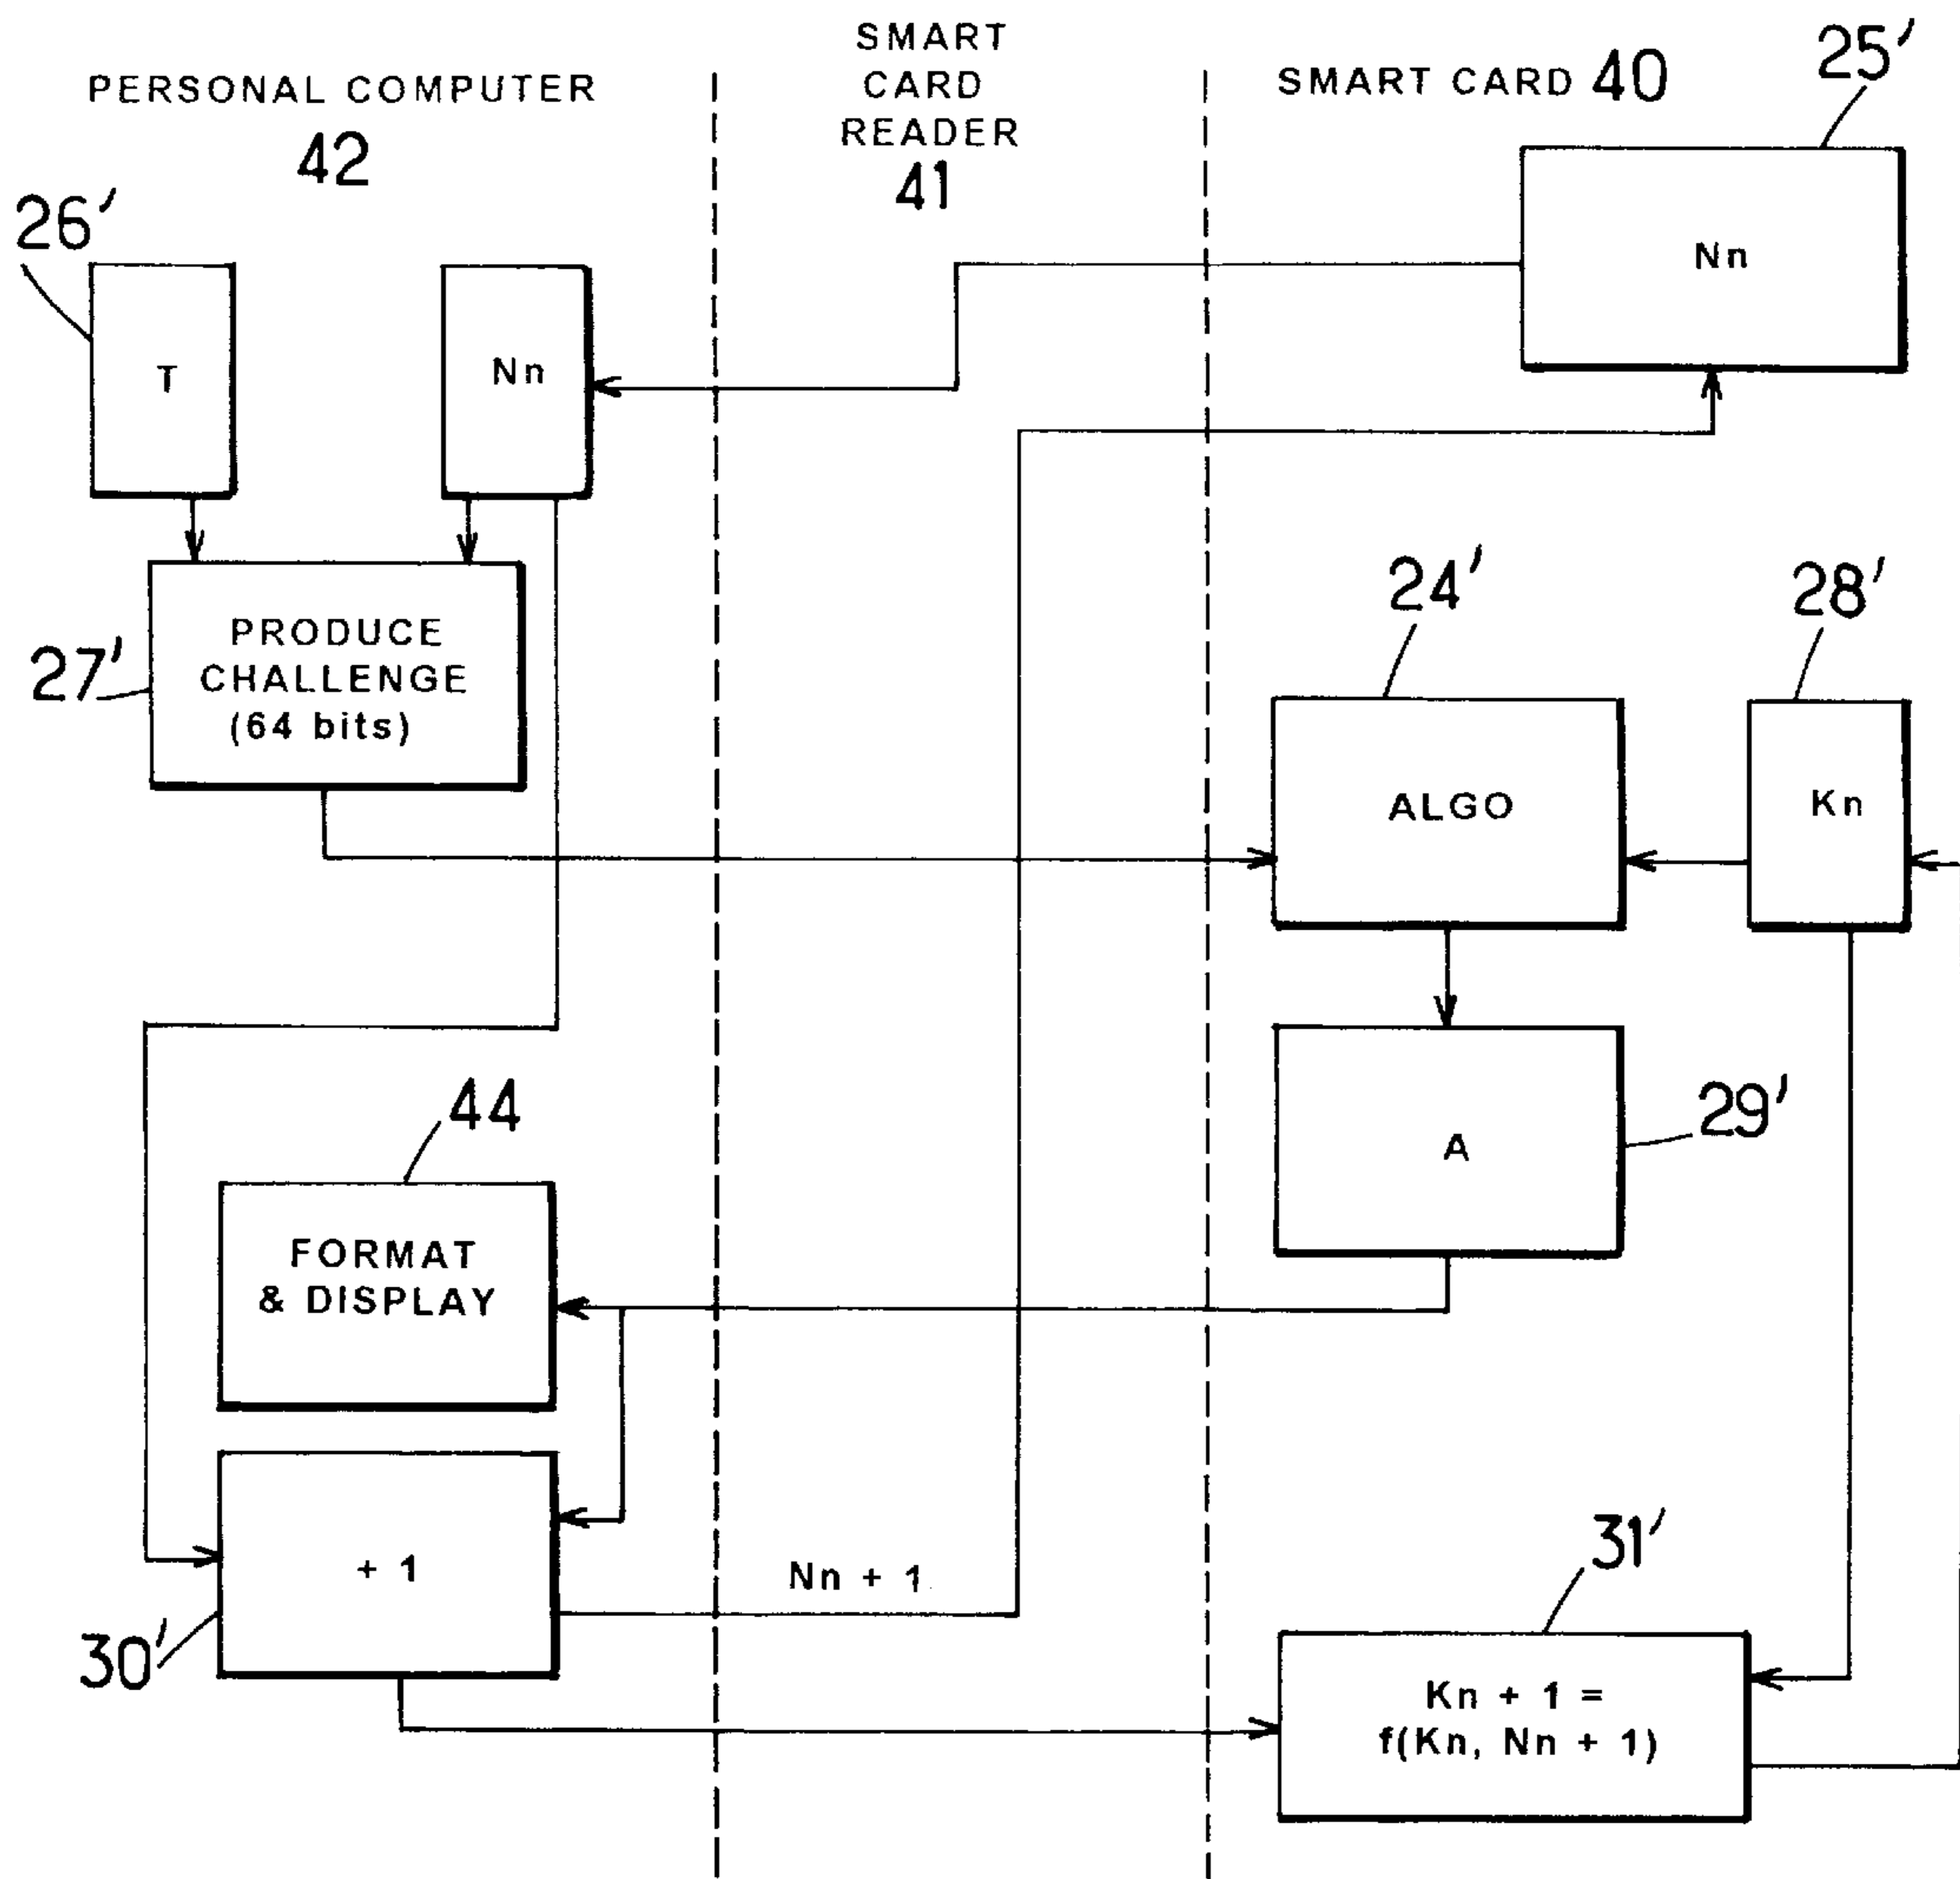 PERSONAL COMPUTER
42
SMART
CARD
READER
41
SMART CARD 40
25'
26'
T
Nn
Nn
27'
PRODUCE
CHALLENGE
(64 bits)
24'
28'
ALGO
Kn
44
29'
A
FORMAT
& DISPLAY
30'
+ 1
Nn + 1
31'
Kn + 1 =
f(Kn, Nn + 1)